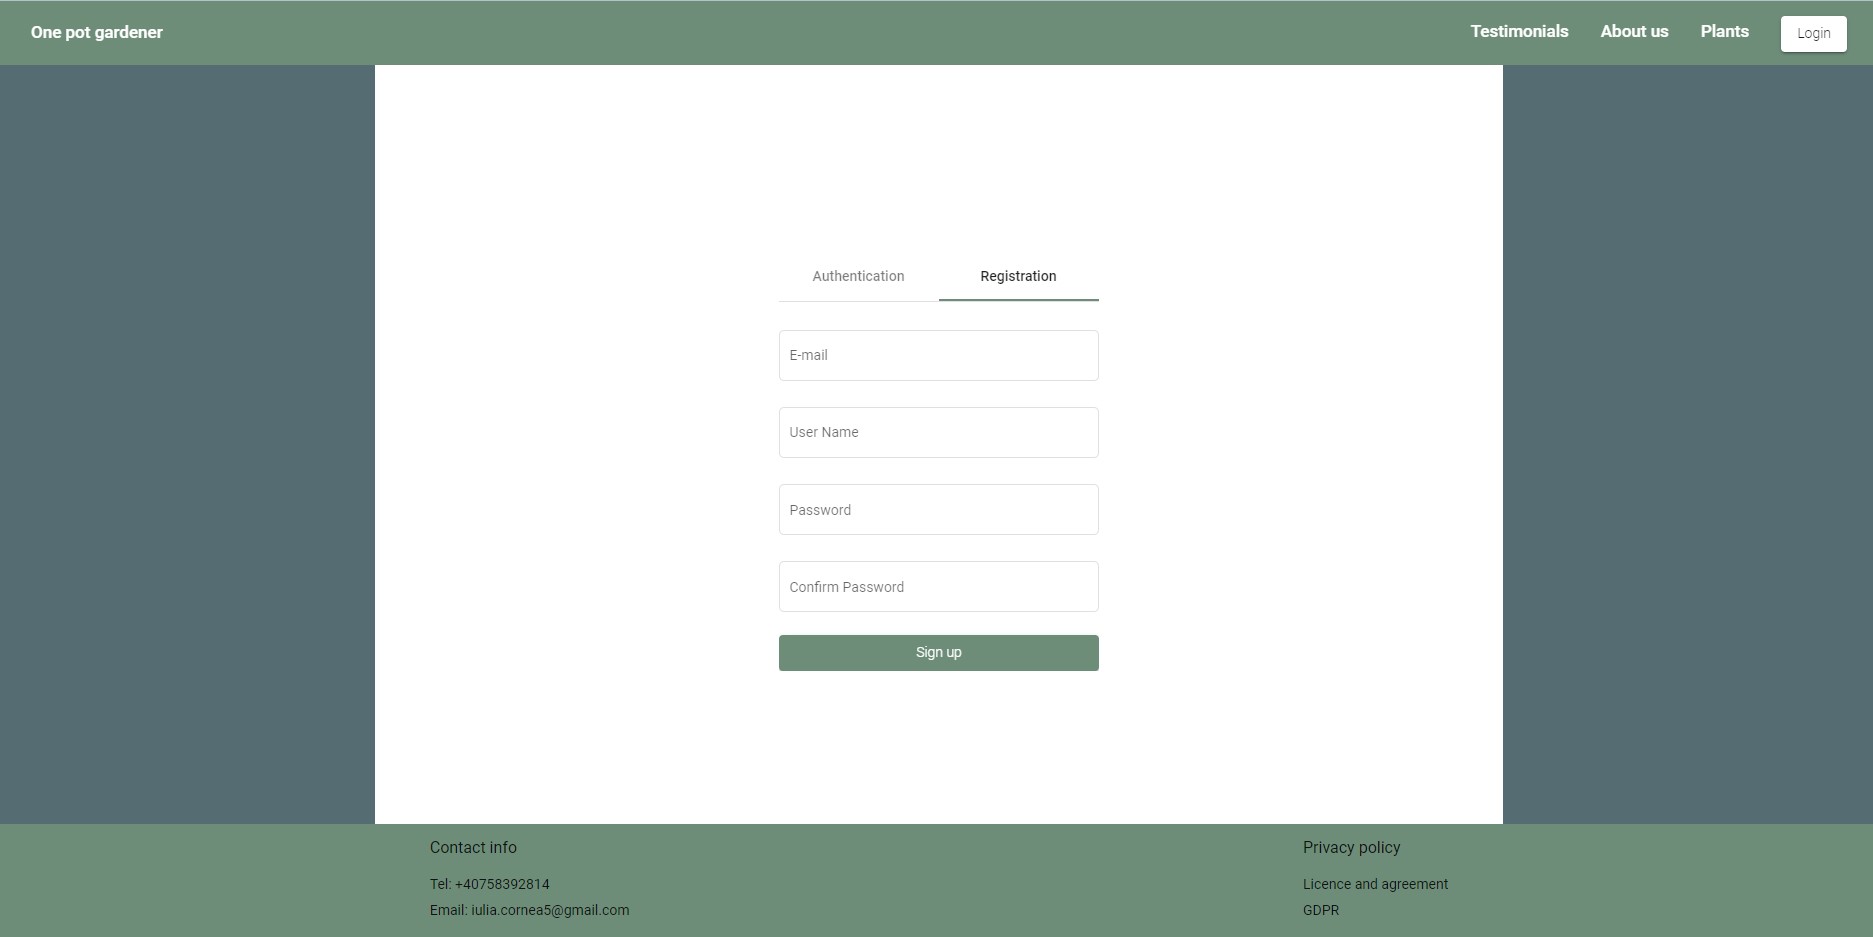 One pot gardener
Testimonials
About us
Plants
Login
Authentication
Registration
E-mail
User Name
Password
Confirm Password
Sign up
Contact info
Tel: +40758392814
Email: iulia.cornea5@gmail.com
Privacy policy
Licence and agreement
GDPR